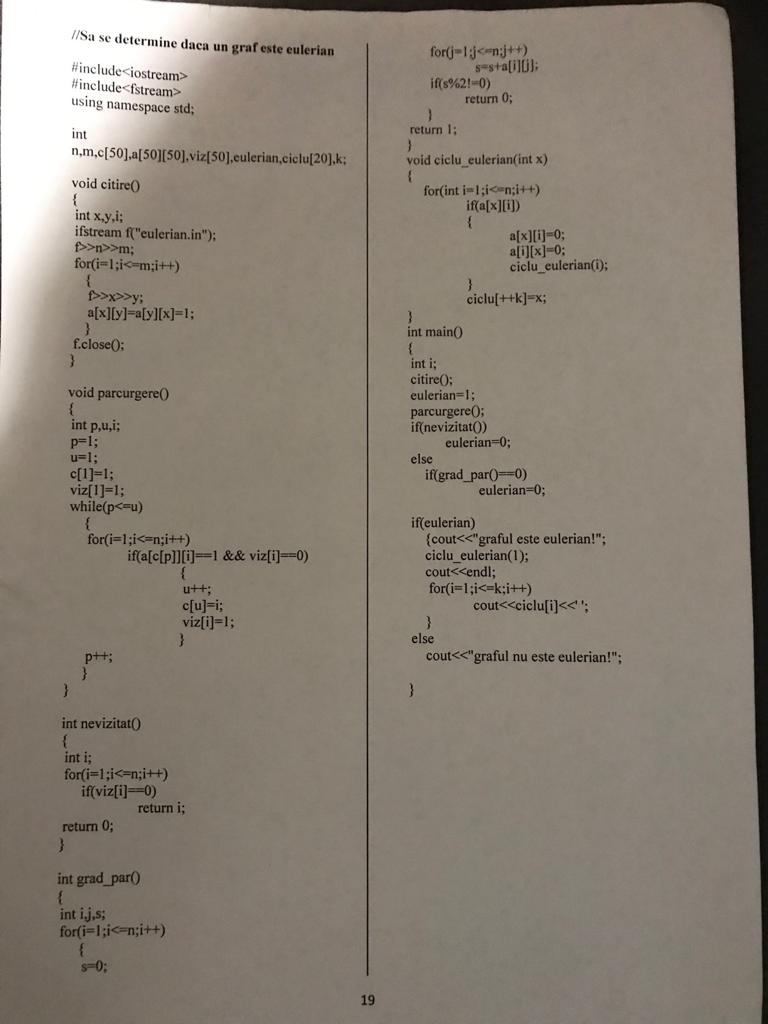 //Sa se determine daca un graf este eulerian
#include<iostream>
#include<fstream>
using namespace std;
int
n,m,c[50],a[50][50],viz[50],eulerian,ciclu[20],k;
void citire()
{
int x,y,i;
ifstream f("eulerian.in");
f>>n>>m;
for(i=1;i<=m;i++)
{
f>>x>>y;
a[x][y]=a[y][x]=1;
}
f.close();
}
void parcurgere()
{
int p,u,i;
p=1;
u=1;
c[1]=1;
viz[1]=1;
while(p<=u)
{
for(i=1;i<=n;i++)
if(a[c[p]][i]==1 && viz[i]==0)
{
u++;
c[u]=i;
viz[i]=1;
}
p++;
}
}
int nevizitat()
{
int i;
for(i=1;i<=n;i++)
if(viz[i]==0)
return i;
return 0;
}
int grad_par()
{
int i,j,s;
for(i=1;i<=n;i++)
{
s=0;
for(j=1;j<=n;j++)
s=s+a[i][j];
if(s%2!=0)
return 0;
}
return 1;
}
void ciclu_eulerian(int x)
{
for(int i=1;i<=n;i++)
if(a[x][i])
{
a[x][i]=0;
a[i][x]=0;
ciclu_eulerian(i);
}
ciclu[++k]=x;
}
int main()
{
int i;
citire();
eulerian=1;
parcurgere();
if(nevizitat())
eulerian=0;
else
if(grad_par()==0)
eulerian=0;
if(eulerian)
{cout<<"graful este eulerian!";
ciclu_eulerian(1);
cout<<endl;
for(i=1;i<=k;i++)
cout<<ciclu[i]<<' ';
}
else
cout<<"graful nu este eulerian!";
}
19